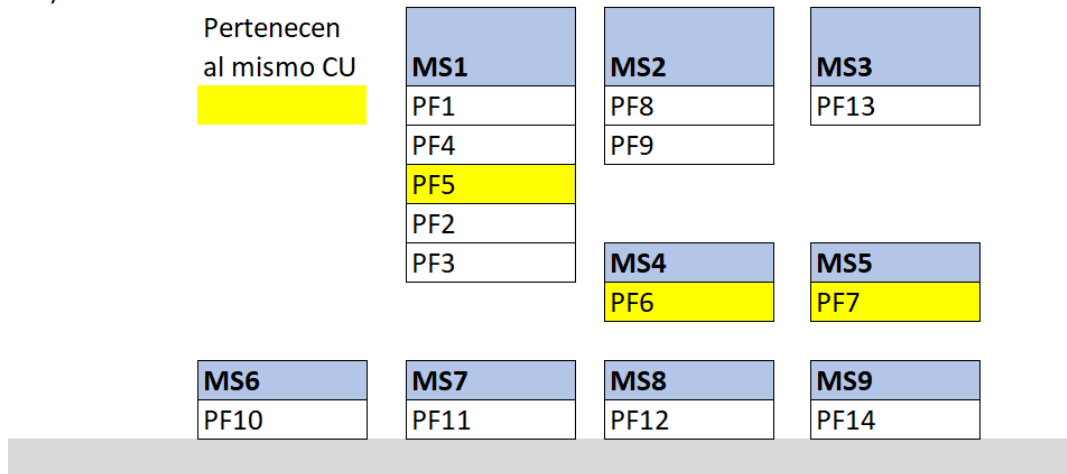 Pertenecen
al mismo CU
MS1
PF1
PF4
PF5
PF2
PF3
MS2
PF8
PF9
MS3
PF13
MS4
PF6
MS5
PF7
MS6
PF10
MS7
PF11
MS8
PF12
MS9
PF14